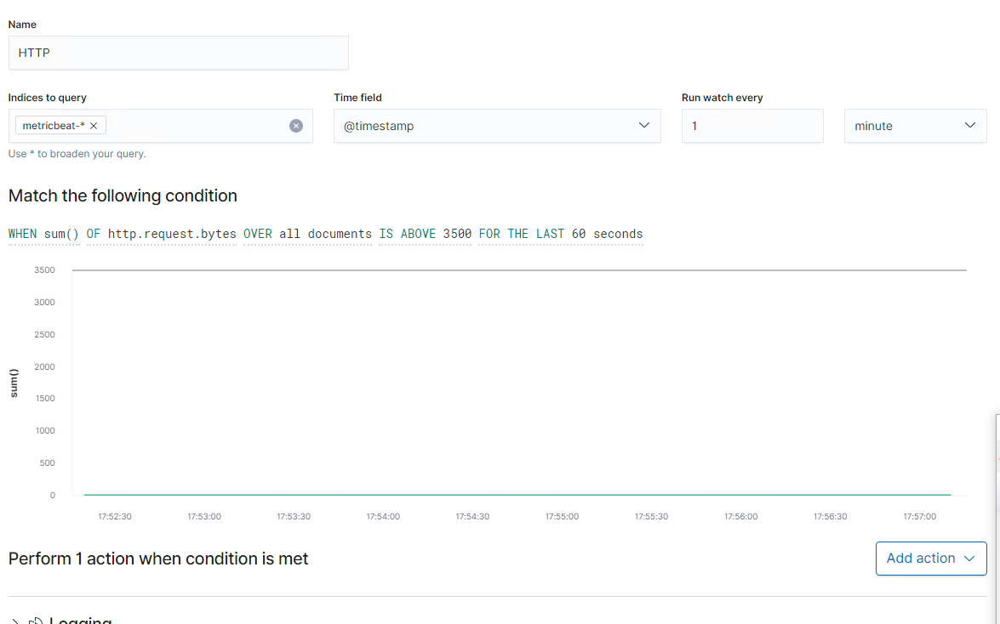 Name
HTTP
Indices to query
Time field
Run watch every
metricbeat-*
@timestamp
1
minute
Use * to broaden your query.
Match the following condition
WHEN sum() OF http.request.bytes OVER all documents IS ABOVE 3500 FOR THE LAST 60 seconds
3500
3000
2500
2000
1500
1000
500
0
sum()
17:52:30 17:53:00 17:53:30 17:54:00 17:54:30 17:55:00 17:55:30 17:56:00 17:56:30 17:57:00
Perform 1 action when condition is met
Add action
Logging